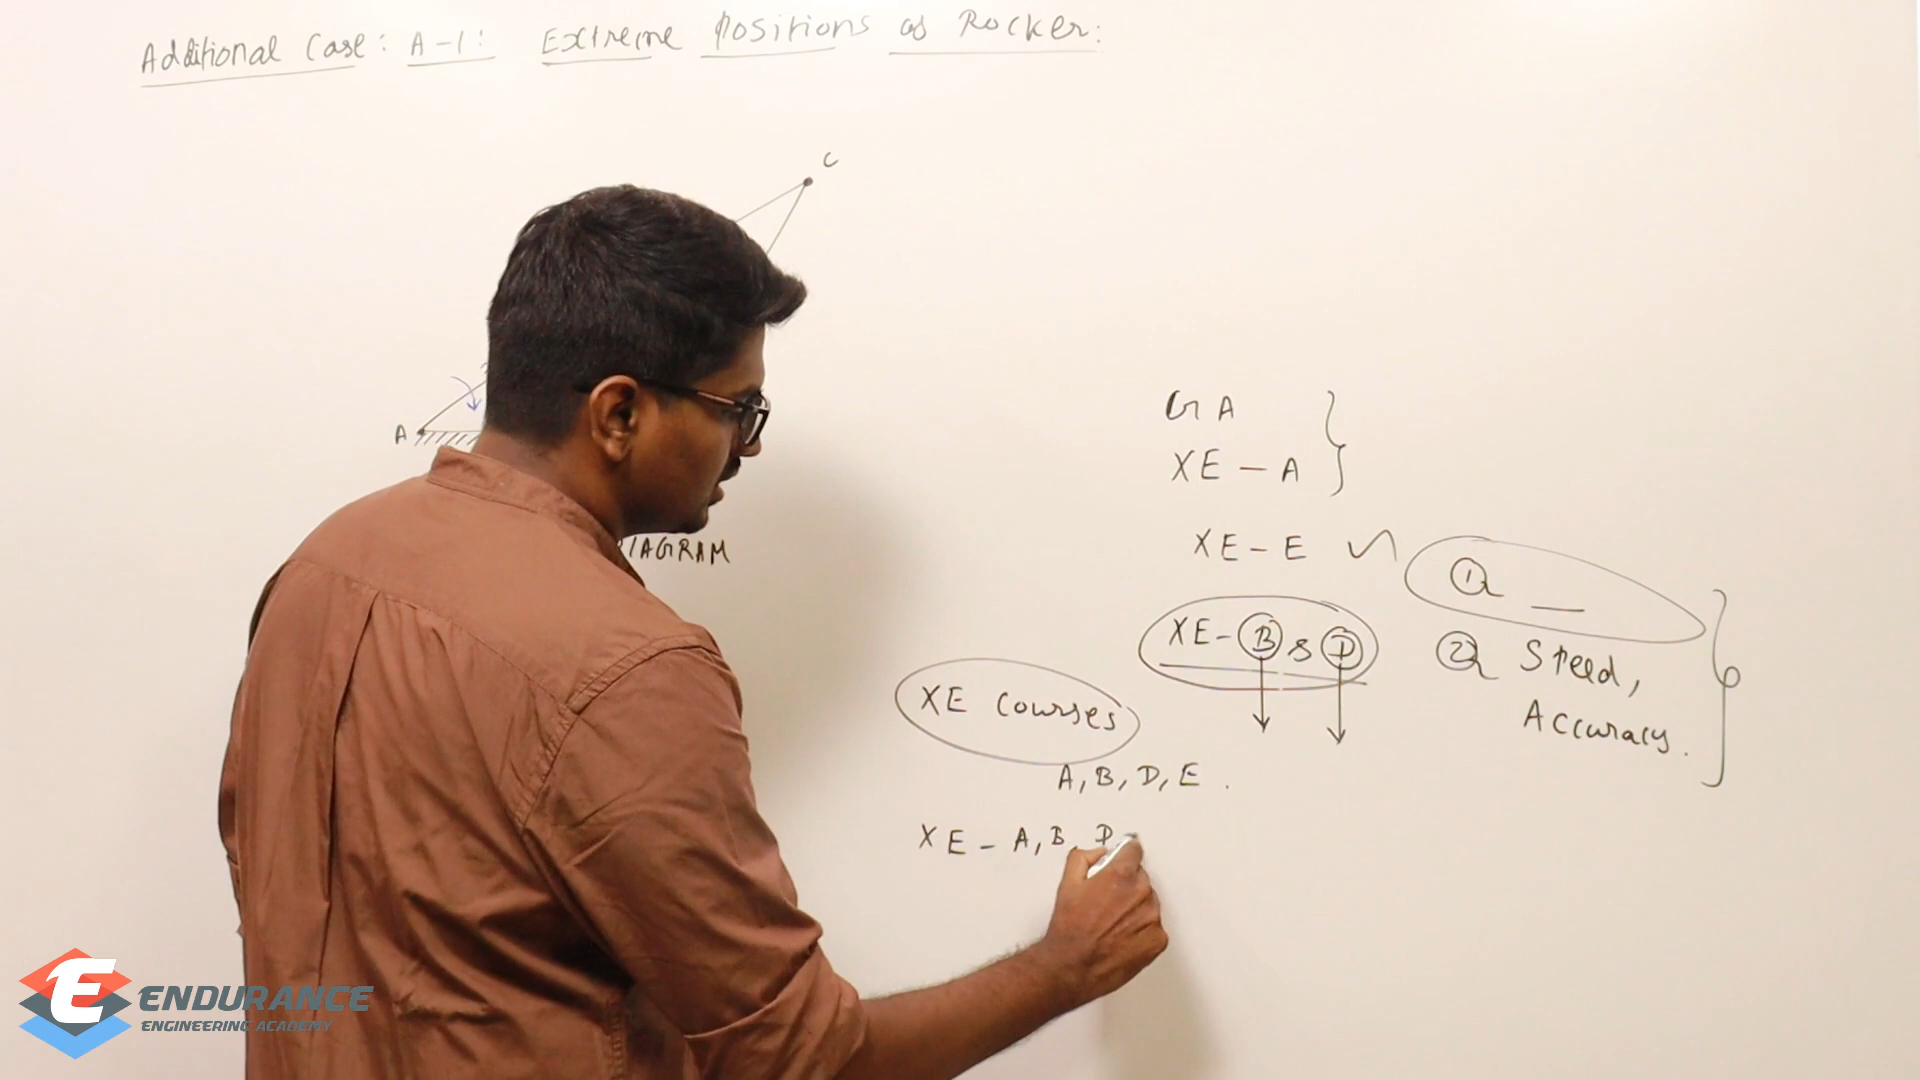 Additional Case: A-1: Extreme Positions of Rocker:
C
A
GA
XE - A
XE - E
1
XE - B & D
2 Speed,
Accuracy.
XE Courses
A, B, D, E.
XE - A, B, D
ENDURANCE
ENGINEERING ACADEMY